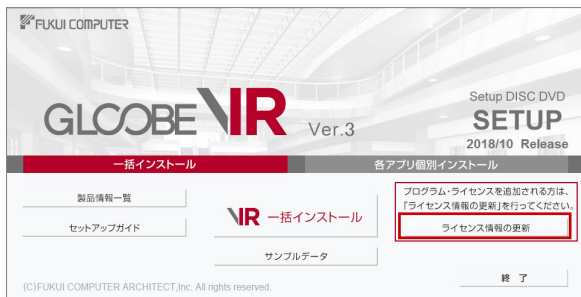 FUKUI COMPUTER
GLOOBE VR Ver.3
Setup DISC DVD
SETUP
2018/10 Release
一括インストール
各アプリ個別インストール
製品情報一覧
セットアップガイド
VR 一括インストール
サンプルデータ
プログラム・ライセンスを追加される方は、
「ライセンス情報の更新」を行ってください。
ライセンス情報の更新
終 了
(C)FUKUI COMPUTER ARCHITECT,Inc. All rights reserved.